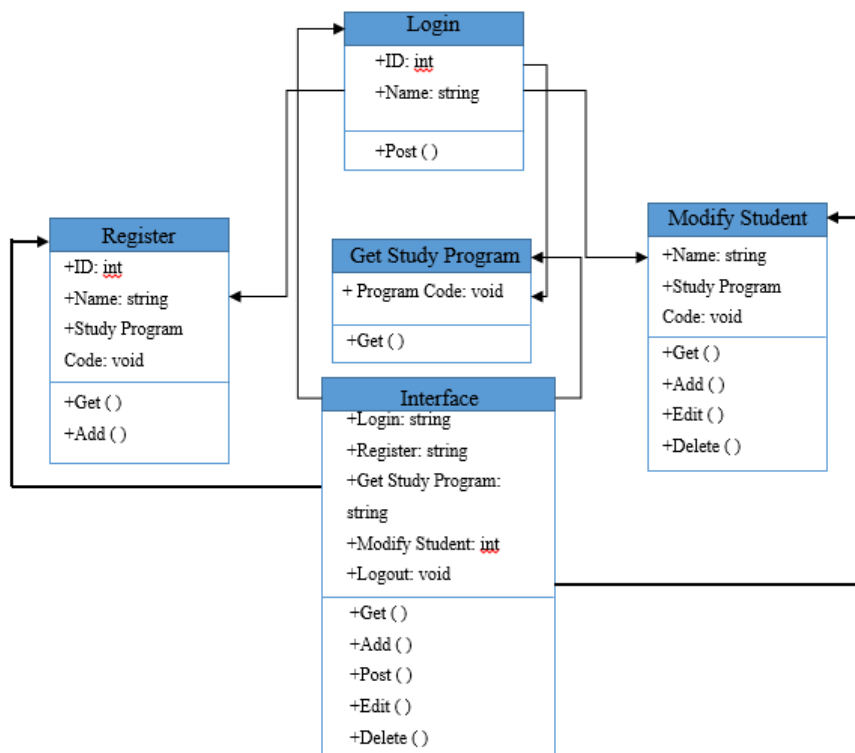 Login
+ID: int
+Name: string
+Post ( )
Register
+ID: int
+Name: string
+Study Program
Code: void
+Get ( )
+Add ( )
Get Study Program
+ Program Code: void
+Get ( )
Modify Student
+Name: string
+Study Program
Code: void
+Get ( )
+Add ( )
+Edit ( )
+Delete ( )
Interface
+Login: string
+Register: string
+Get Study Program:
string
+Modify Student: int
+Logout: void
+Get ( )
+Add ( )
+Post ( )
+Edit ( )
+Delete ( )